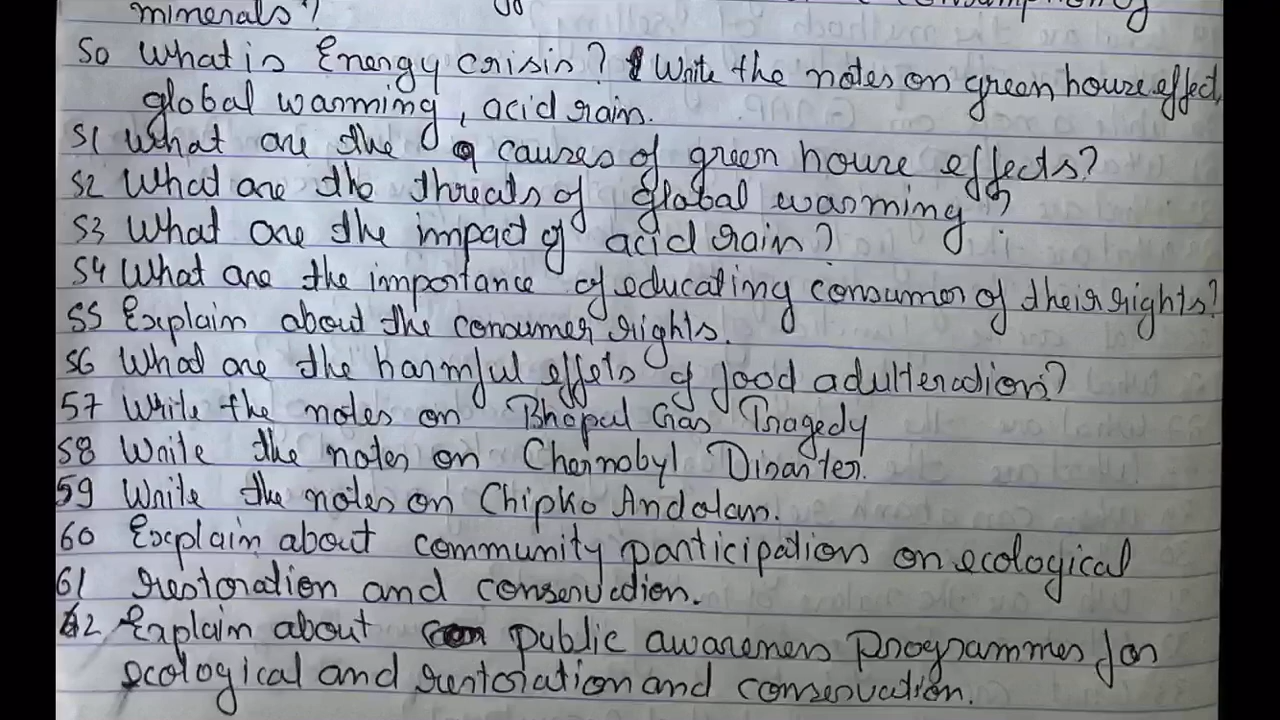 minerals?
50 What is Energy crisis? Write the notes on green house effect,
global warming, acid rain.
51 What are the causes of green house effects?
52 What are the threats of global warming?
53 What are the impact of acid rain?
54 What are the importance of educating consumer of their rights?
55 Explain about the consumer rights.
56 What are the harmful effets of food adulteration?
57 Write the notes on Bhopal Gas Tragedy
58 Write the notes on Chernobyl Disaster.
59 Write the notes on Chipko Andolan.
60 Explain about community participation on ecological
61 restoration and conservation.
62 Explain about public awareness programmes for
ecological and restoration and conservation.